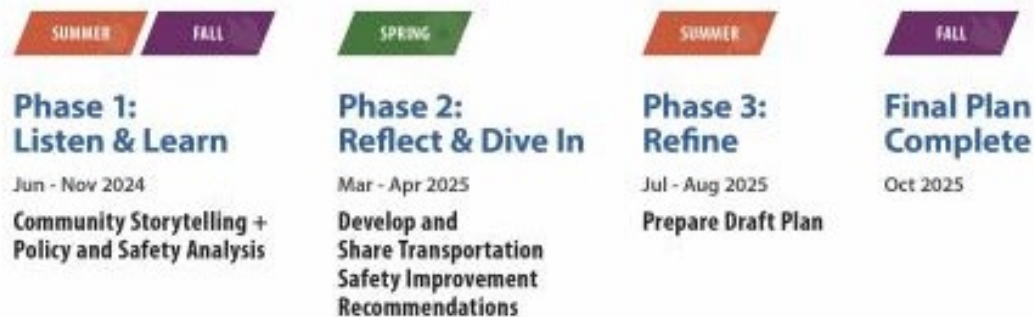 SUMMER
FALL
Phase 1:
Listen & Learn
Jun - Nov 2024
Community Storytelling +
Policy and Safety Analysis
SPRING
Phase 2:
Reflect & Dive In
Mar - Apr 2025
Develop and
Share Transportation
Safety Improvement
Recommendations
SUMMER
Phase 3:
Refine
Jul - Aug 2025
Prepare Draft Plan
FALL
Final Plan
Complete
Oct 2025